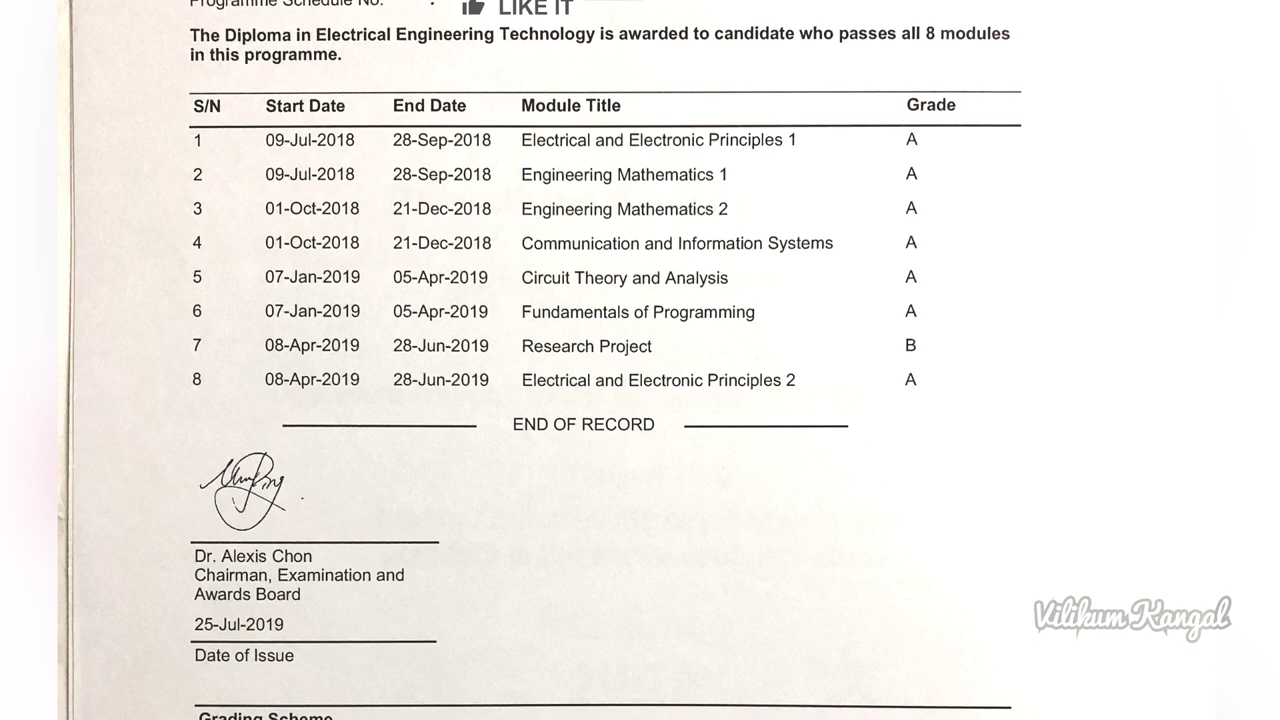 Programme Schedule No. :
LIKE IT
The Diploma in Electrical Engineering Technology is awarded to candidate who passes all 8 modules
in this programme.
S/N Start Date End Date Module Title Grade
1 09-Jul-2018 28-Sep-2018 Electrical and Electronic Principles 1 A
2 09-Jul-2018 28-Sep-2018 Engineering Mathematics 1 A
3 01-Oct-2018 21-Dec-2018 Engineering Mathematics 2 A
4 01-Oct-2018 21-Dec-2018 Communication and Information Systems A
5 07-Jan-2019 05-Apr-2019 Circuit Theory and Analysis A
6 07-Jan-2019 05-Apr-2019 Fundamentals of Programming A
7 08-Apr-2019 28-Jun-2019 Research Project B
8 08-Apr-2019 28-Jun-2019 Electrical and Electronic Principles 2 A
END OF RECORD
Dr. Alexis Chon
Chairman, Examination and
Awards Board
25-Jul-2019
Date of Issue
Vilikum Kangal
Grading Scheme